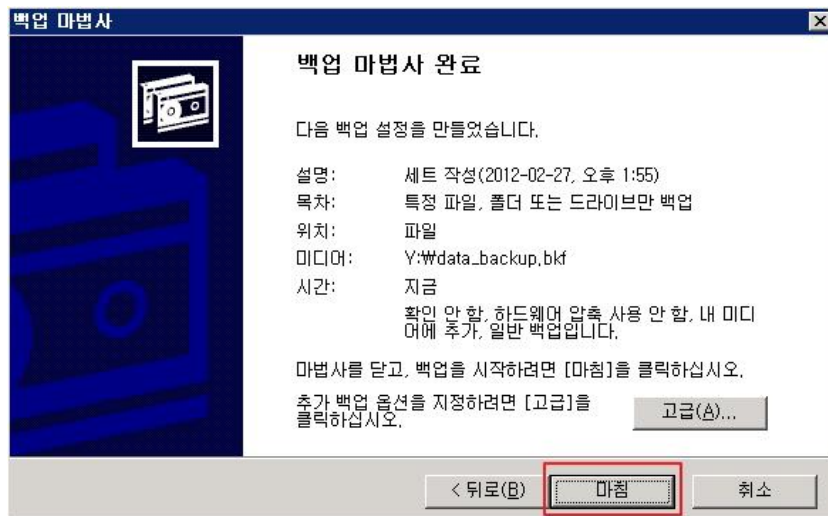 백업 마법사
백업 마법사 완료
다음 백업 설정을 만들었습니다.
설명: 세트 작성(2012-02-27, 오후 1:55)
목차: 특정 파일, 폴더 또는 드라이브만 백업
위치: 파일
미디어: Y:₩data_backup.bkf
시간: 지금
확인 안 함, 하드웨어 압축 사용 안 함, 내 미디
어에 추가, 일반 백업입니다.
마법사를 닫고, 백업을 시작하려면 [마침]을 클릭하십시오.
추가 백업 옵션을 지정하려면 [고급]을
클릭하십시오.
고급(A)...
< 뒤로(B) 마침 취소